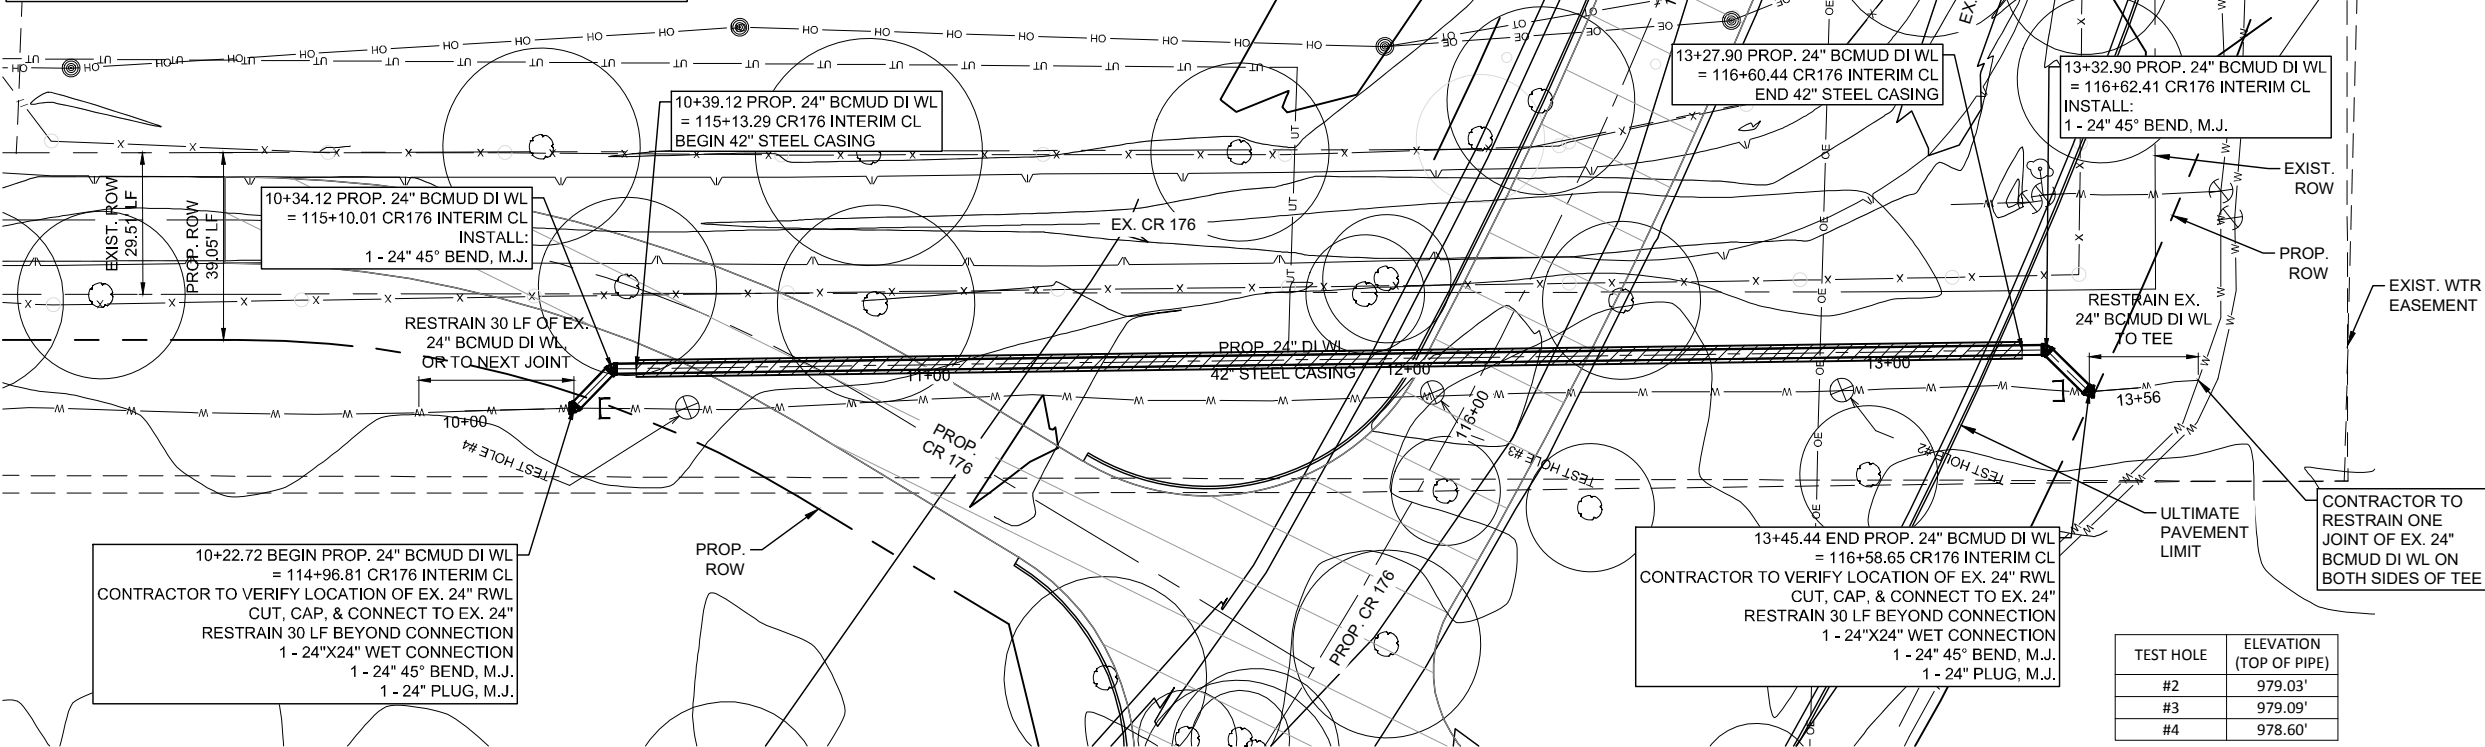 10+39.12 PROP. 24" BCMUD DI WL
= 115+13.29 CR176 INTERIM CL
BEGIN 42" STEEL CASING
13+27.90 PROP. 24" BCMUD DI WL
= 116+60.44 CR176 INTERIM CL
END 42" STEEL CASING
13+32.90 PROP. 24" BCMUD DI WL
= 116+62.41 CR176 INTERIM CL
INSTALL:
1 - 24" 45° BEND, M.J.
EXIST. ROW
29.51' LF
PROP. ROW
39.05' LF
10+34.12 PROP. 24" BCMUD DI WL
= 115+10.01 CR176 INTERIM CL
INSTALL:
1 - 24" 45° BEND, M.J.
EX. CR 176
EX.
EXIST.
ROW
PROP.
ROW
EXIST. WTR
EASEMENT
RESTRAIN 30 LF OF EX.
24" BCMUD DI WL,
OR TO NEXT JOINT
RESTRAIN EX.
24" BCMUD DI WL
TO TEE
PROP. 24" DI WL
42" STEEL CASING
10+00
11+00
12+00
13+00
13+56
116+00
TEST HOLE #4
TEST HOLE #3
TEST HOLE #2
PROP.
CR 176
PROP. CR 176
PROP.
ROW
ULTIMATE
PAVEMENT
LIMIT
CONTRACTOR TO
RESTRAIN ONE
JOINT OF EX. 24"
BCMUD DI WL ON
BOTH SIDES OF TEE
10+22.72 BEGIN PROP. 24" BCMUD DI WL
= 114+96.81 CR176 INTERIM CL
CONTRACTOR TO VERIFY LOCATION OF EX. 24" RWL
CUT, CAP, & CONNECT TO EX. 24"
RESTRAIN 30 LF BEYOND CONNECTION
1 - 24"X24" WET CONNECTION
1 - 24" 45° BEND, M.J.
1 - 24" PLUG, M.J.
13+45.44 END PROP. 24" BCMUD DI WL
= 116+58.65 CR176 INTERIM CL
CONTRACTOR TO VERIFY LOCATION OF EX. 24" RWL
CUT, CAP, & CONNECT TO EX. 24"
RESTRAIN 30 LF BEYOND CONNECTION
1 - 24"X24" WET CONNECTION
1 - 24" 45° BEND, M.J.
1 - 24" PLUG, M.J.
TEST HOLE ELEVATION (TOP OF PIPE)
#2 979.03'
#3 979.09'
#4 978.60'